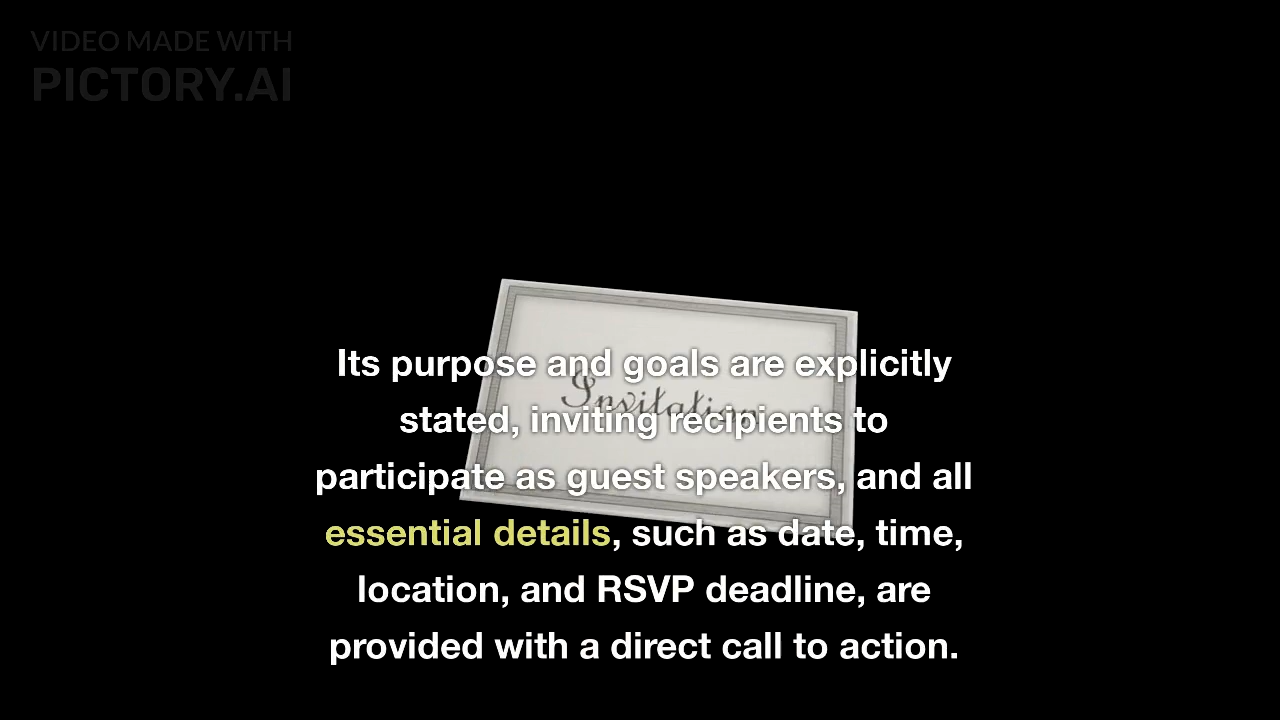 VIDEO MADE WITH
PICTORY.AI
Invitation
Its purpose and goals are explicitly
stated, inviting recipients to
participate as guest speakers, and all
essential details, such as date, time,
location, and RSVP deadline, are
provided with a direct call to action.